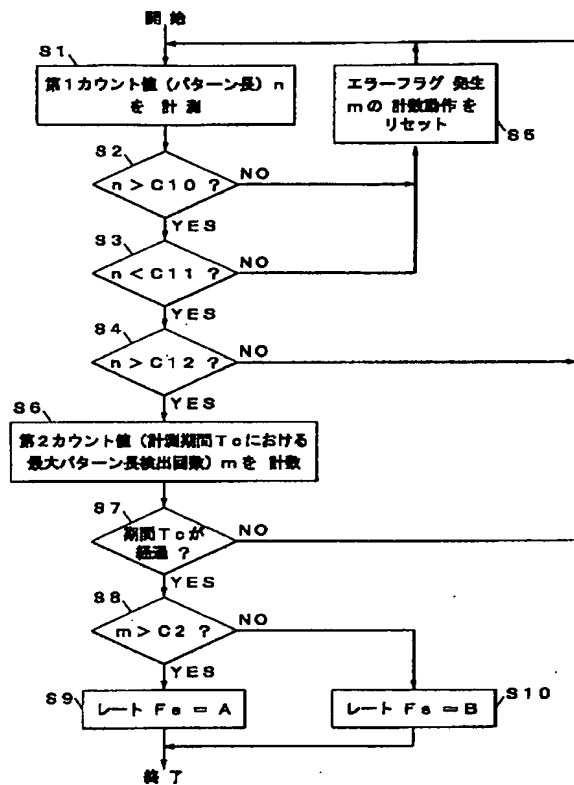 開始
S1
第1カウント値(パターン長)n
を 計測
エラーフラグ 発生
mの 計数動作を
リセット
S5
S2
n>C10 ?
NO
YES
S3
n<C11 ?
NO
YES
S4
n>C12 ?
NO
YES
S6
第2カウント値(計測期間Tcにおける
最大パターン長検出回数)mを 計数
S7
期間Tcが
経過 ?
NO
YES
S8
m>C2 ?
NO
YES
S9
レート Fs = A
レート Fs = B
S10
終了